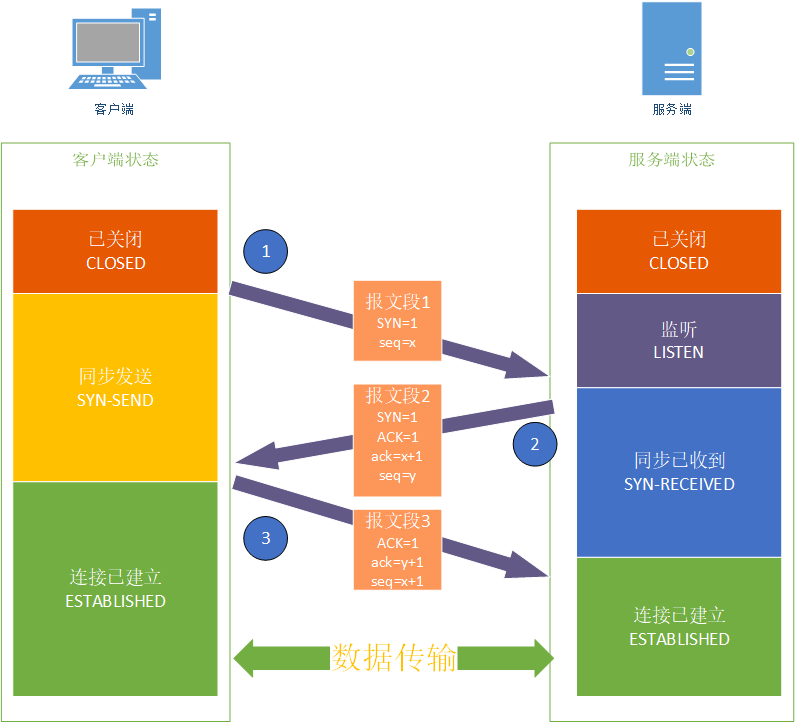 客户端
服务端
客户端状态
服务端状态
已关闭
CLOSED
已关闭
CLOSED
1
报文段1
SYN=1
seq=x
监听
LISTEN
同步发送
SYN-SEND
报文段2
SYN=1
ACK=1
ack=x+1
seq=y
2
同步已收到
SYN-RECEIVED
3
报文段3
ACK=1
ack=y+1
seq=x+1
连接已建立
ESTABLISHED
连接已建立
ESTABLISHED
数据传输